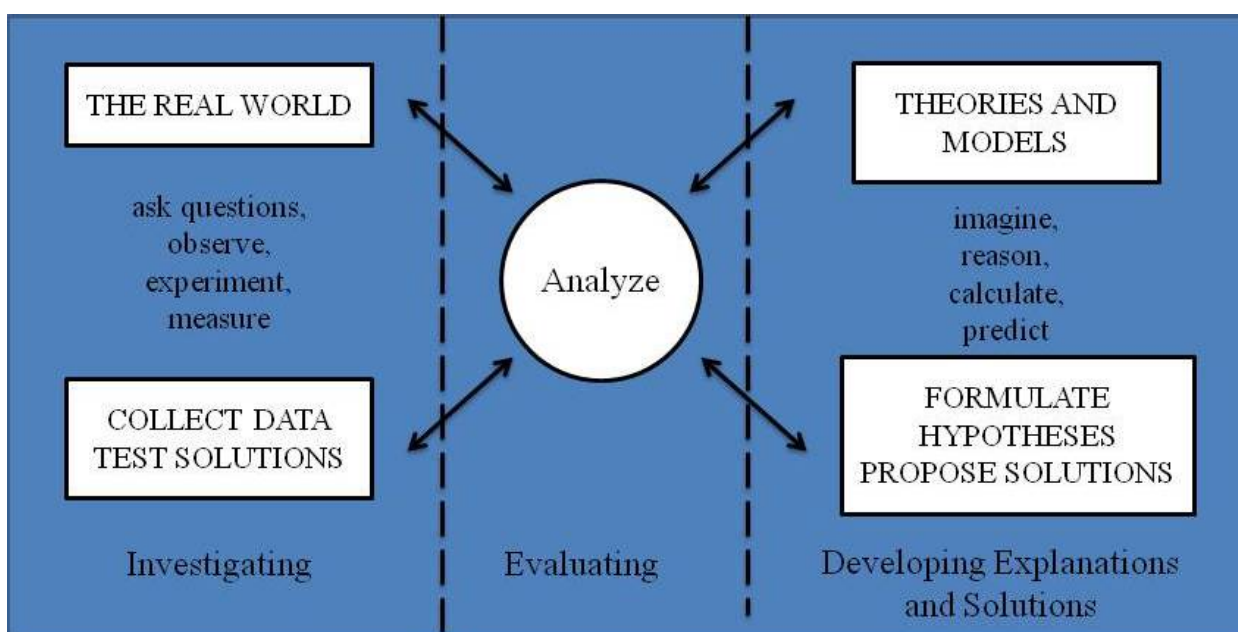 THE REAL WORLD
ask questions,
observe,
experiment,
measure
COLLECT DATA
TEST SOLUTIONS
Investigating
Analyze
Evaluating
THEORIES AND
MODELS
imagine,
reason,
calculate,
predict
FORMULATE
HYPOTHESES
PROPOSE SOLUTIONS
Developing Explanations
and Solutions